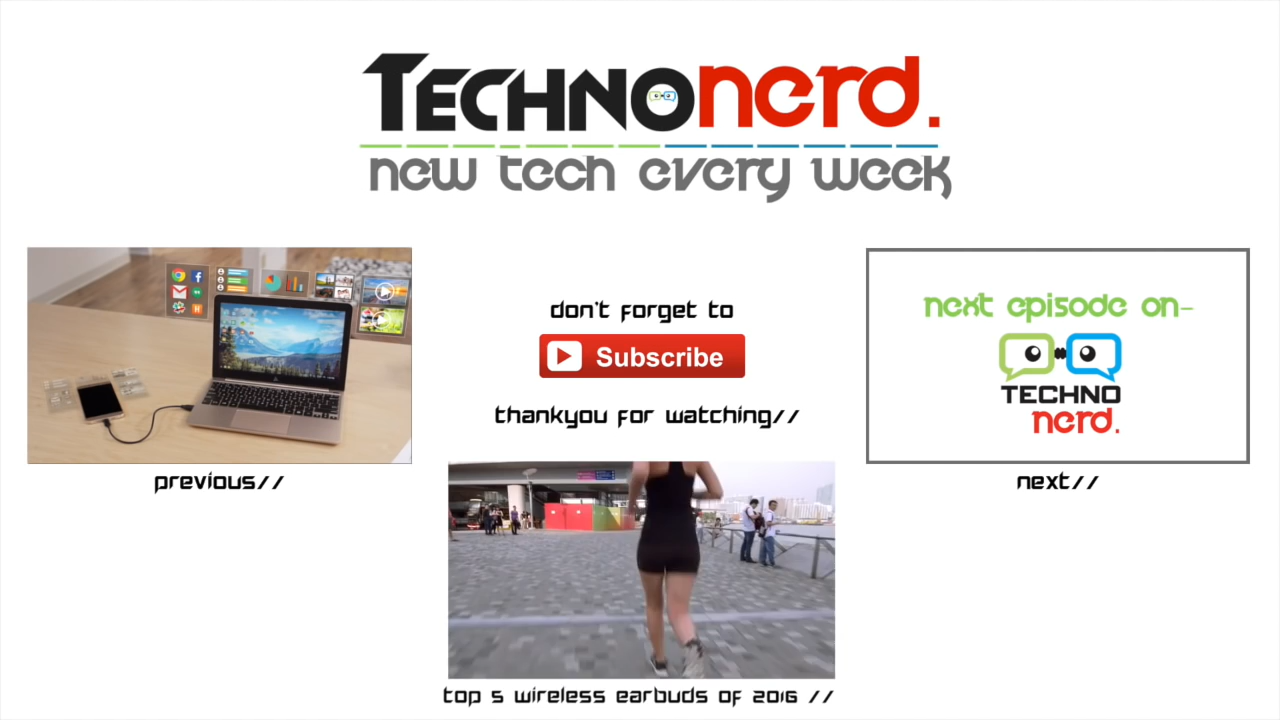 TECHNOnerd.
new tech every week
don't forget to
Subscribe
thankyou for watching//
previous//
next episode on-
TECHNO
nerd.
next//
top 5 wireless earbuds of 2016 //